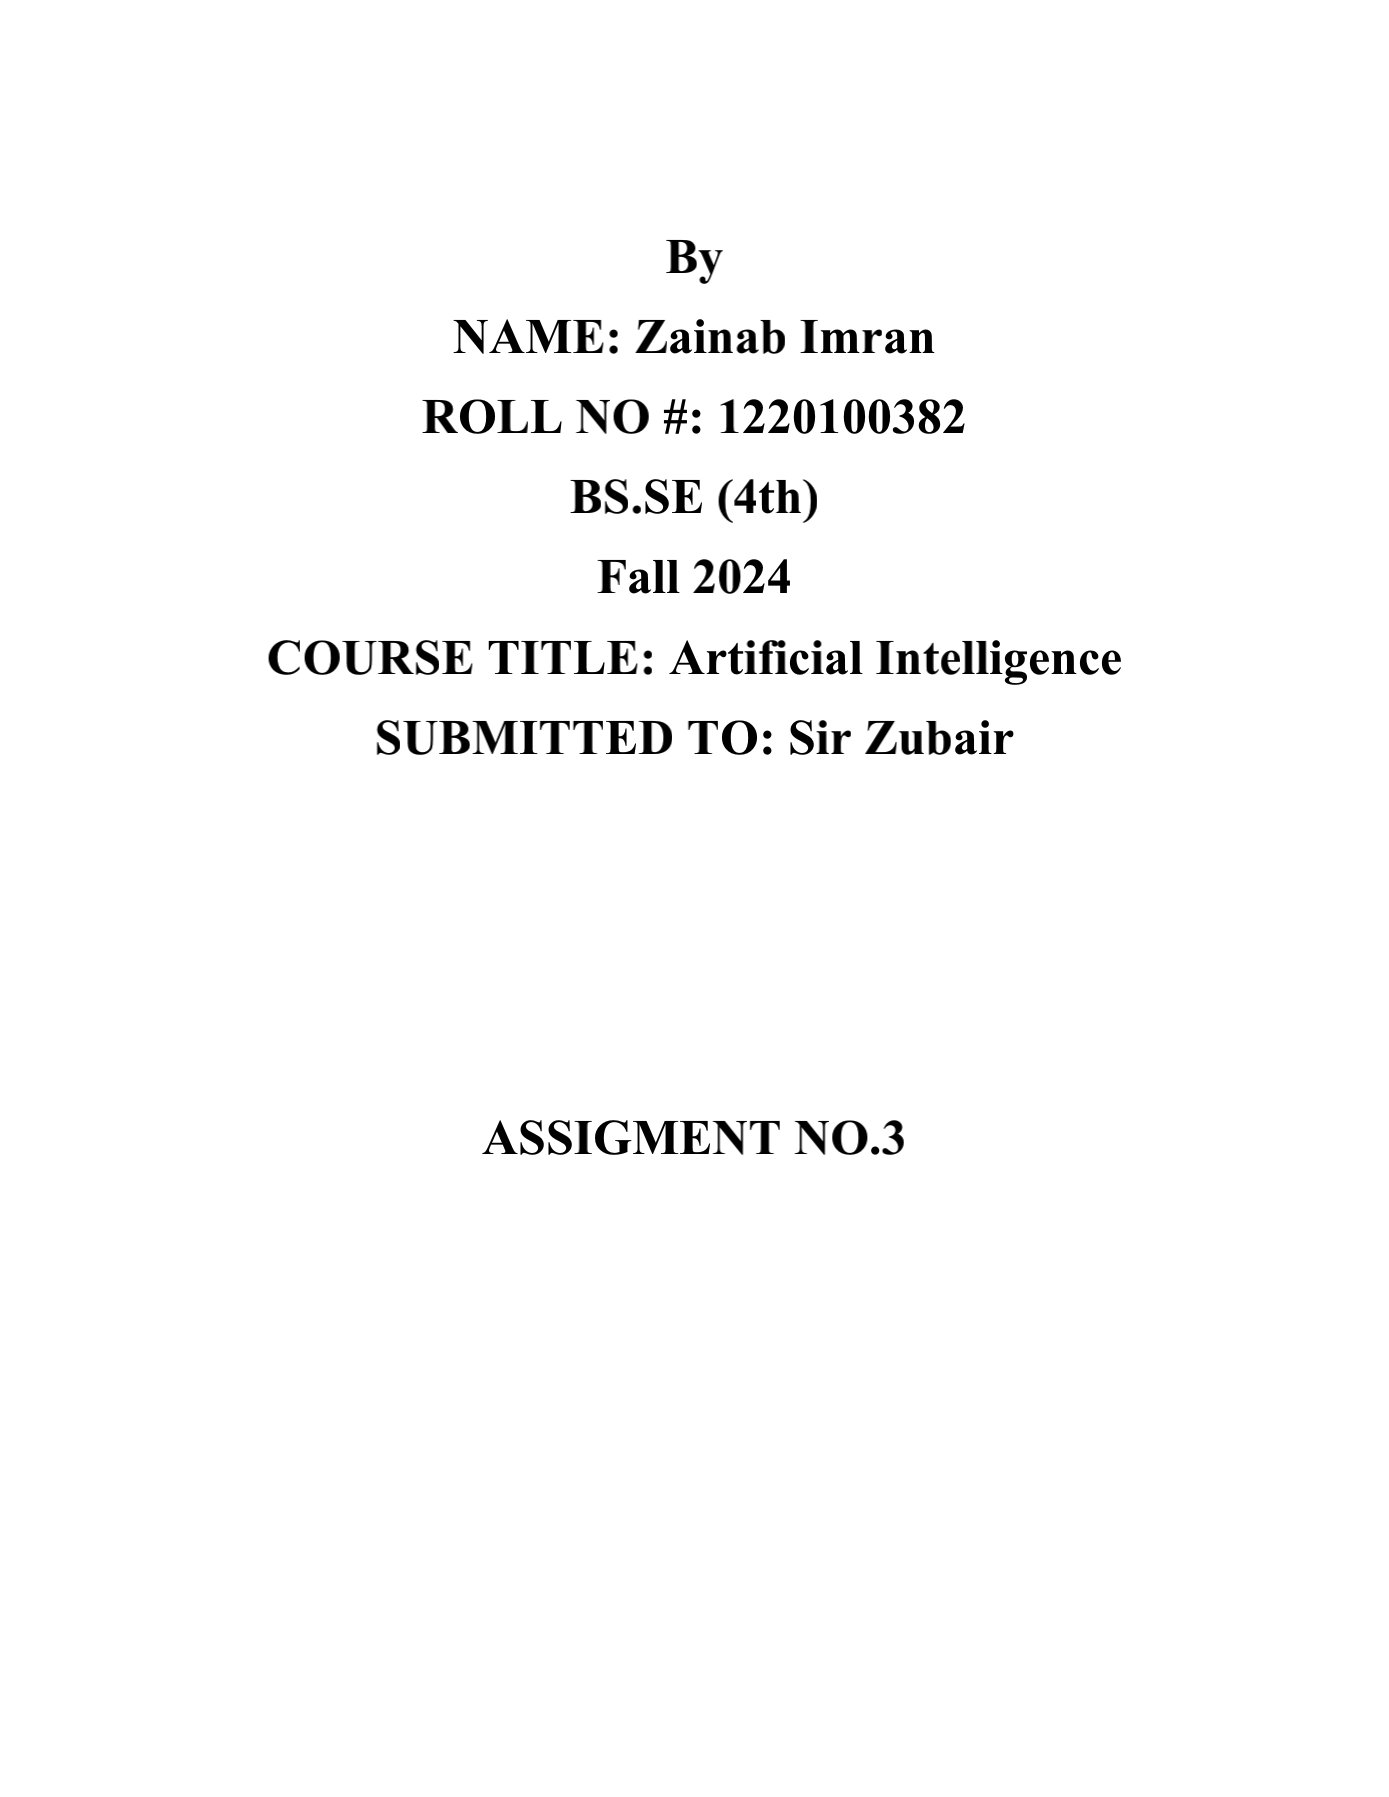 By
NAME: Zainab Imran
ROLL NO #: 1220100382
BS.SE (4th)
Fall 2024
COURSE TITLE: Artificial Intelligence
SUBMITTED TO: Sir Zubair
ASSIGMENT NO.3